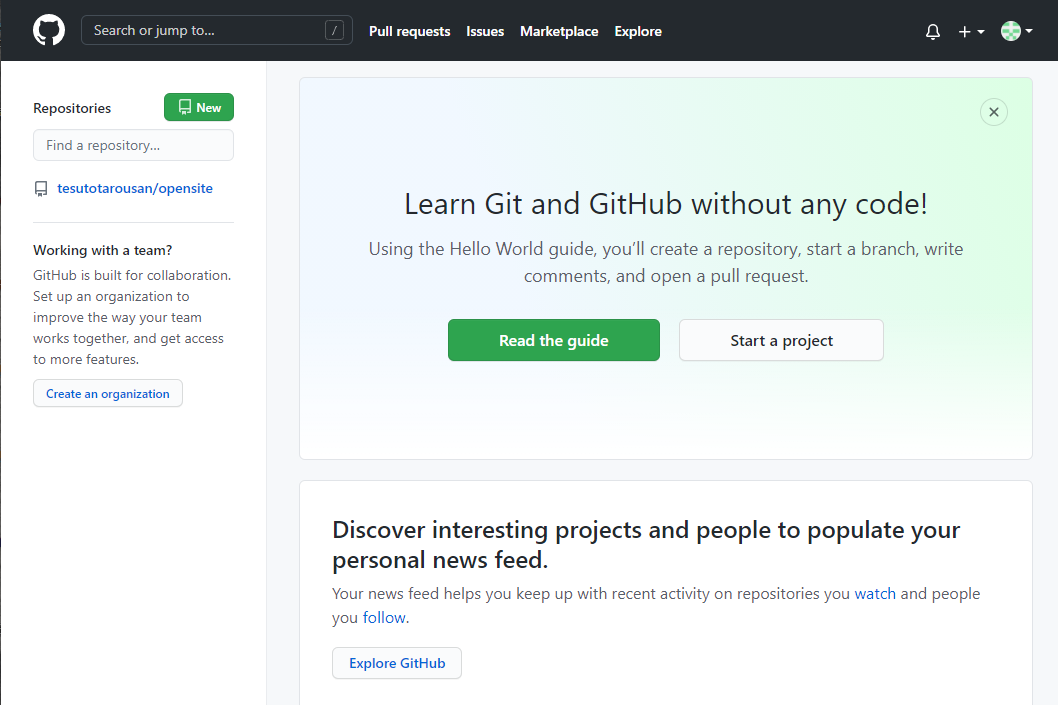 Search or jump to...
/
Pull requests
Issues
Marketplace
Explore
Repositories
New
Find a repository...
tesutotarousan/opensite
Working with a team?
GitHub is built for collaboration.
Set up an organization to
improve the way your team
works together, and get access
to more features.
Create an organization
Learn Git and GitHub without any code!
Using the Hello World guide, you’ll create a repository, start a branch, write
comments, and open a pull request.
Read the guide
Start a project
Discover interesting projects and people to populate your
personal news feed.
Your news feed helps you keep up with recent activity on repositories you watch and people
you follow.
Explore GitHub